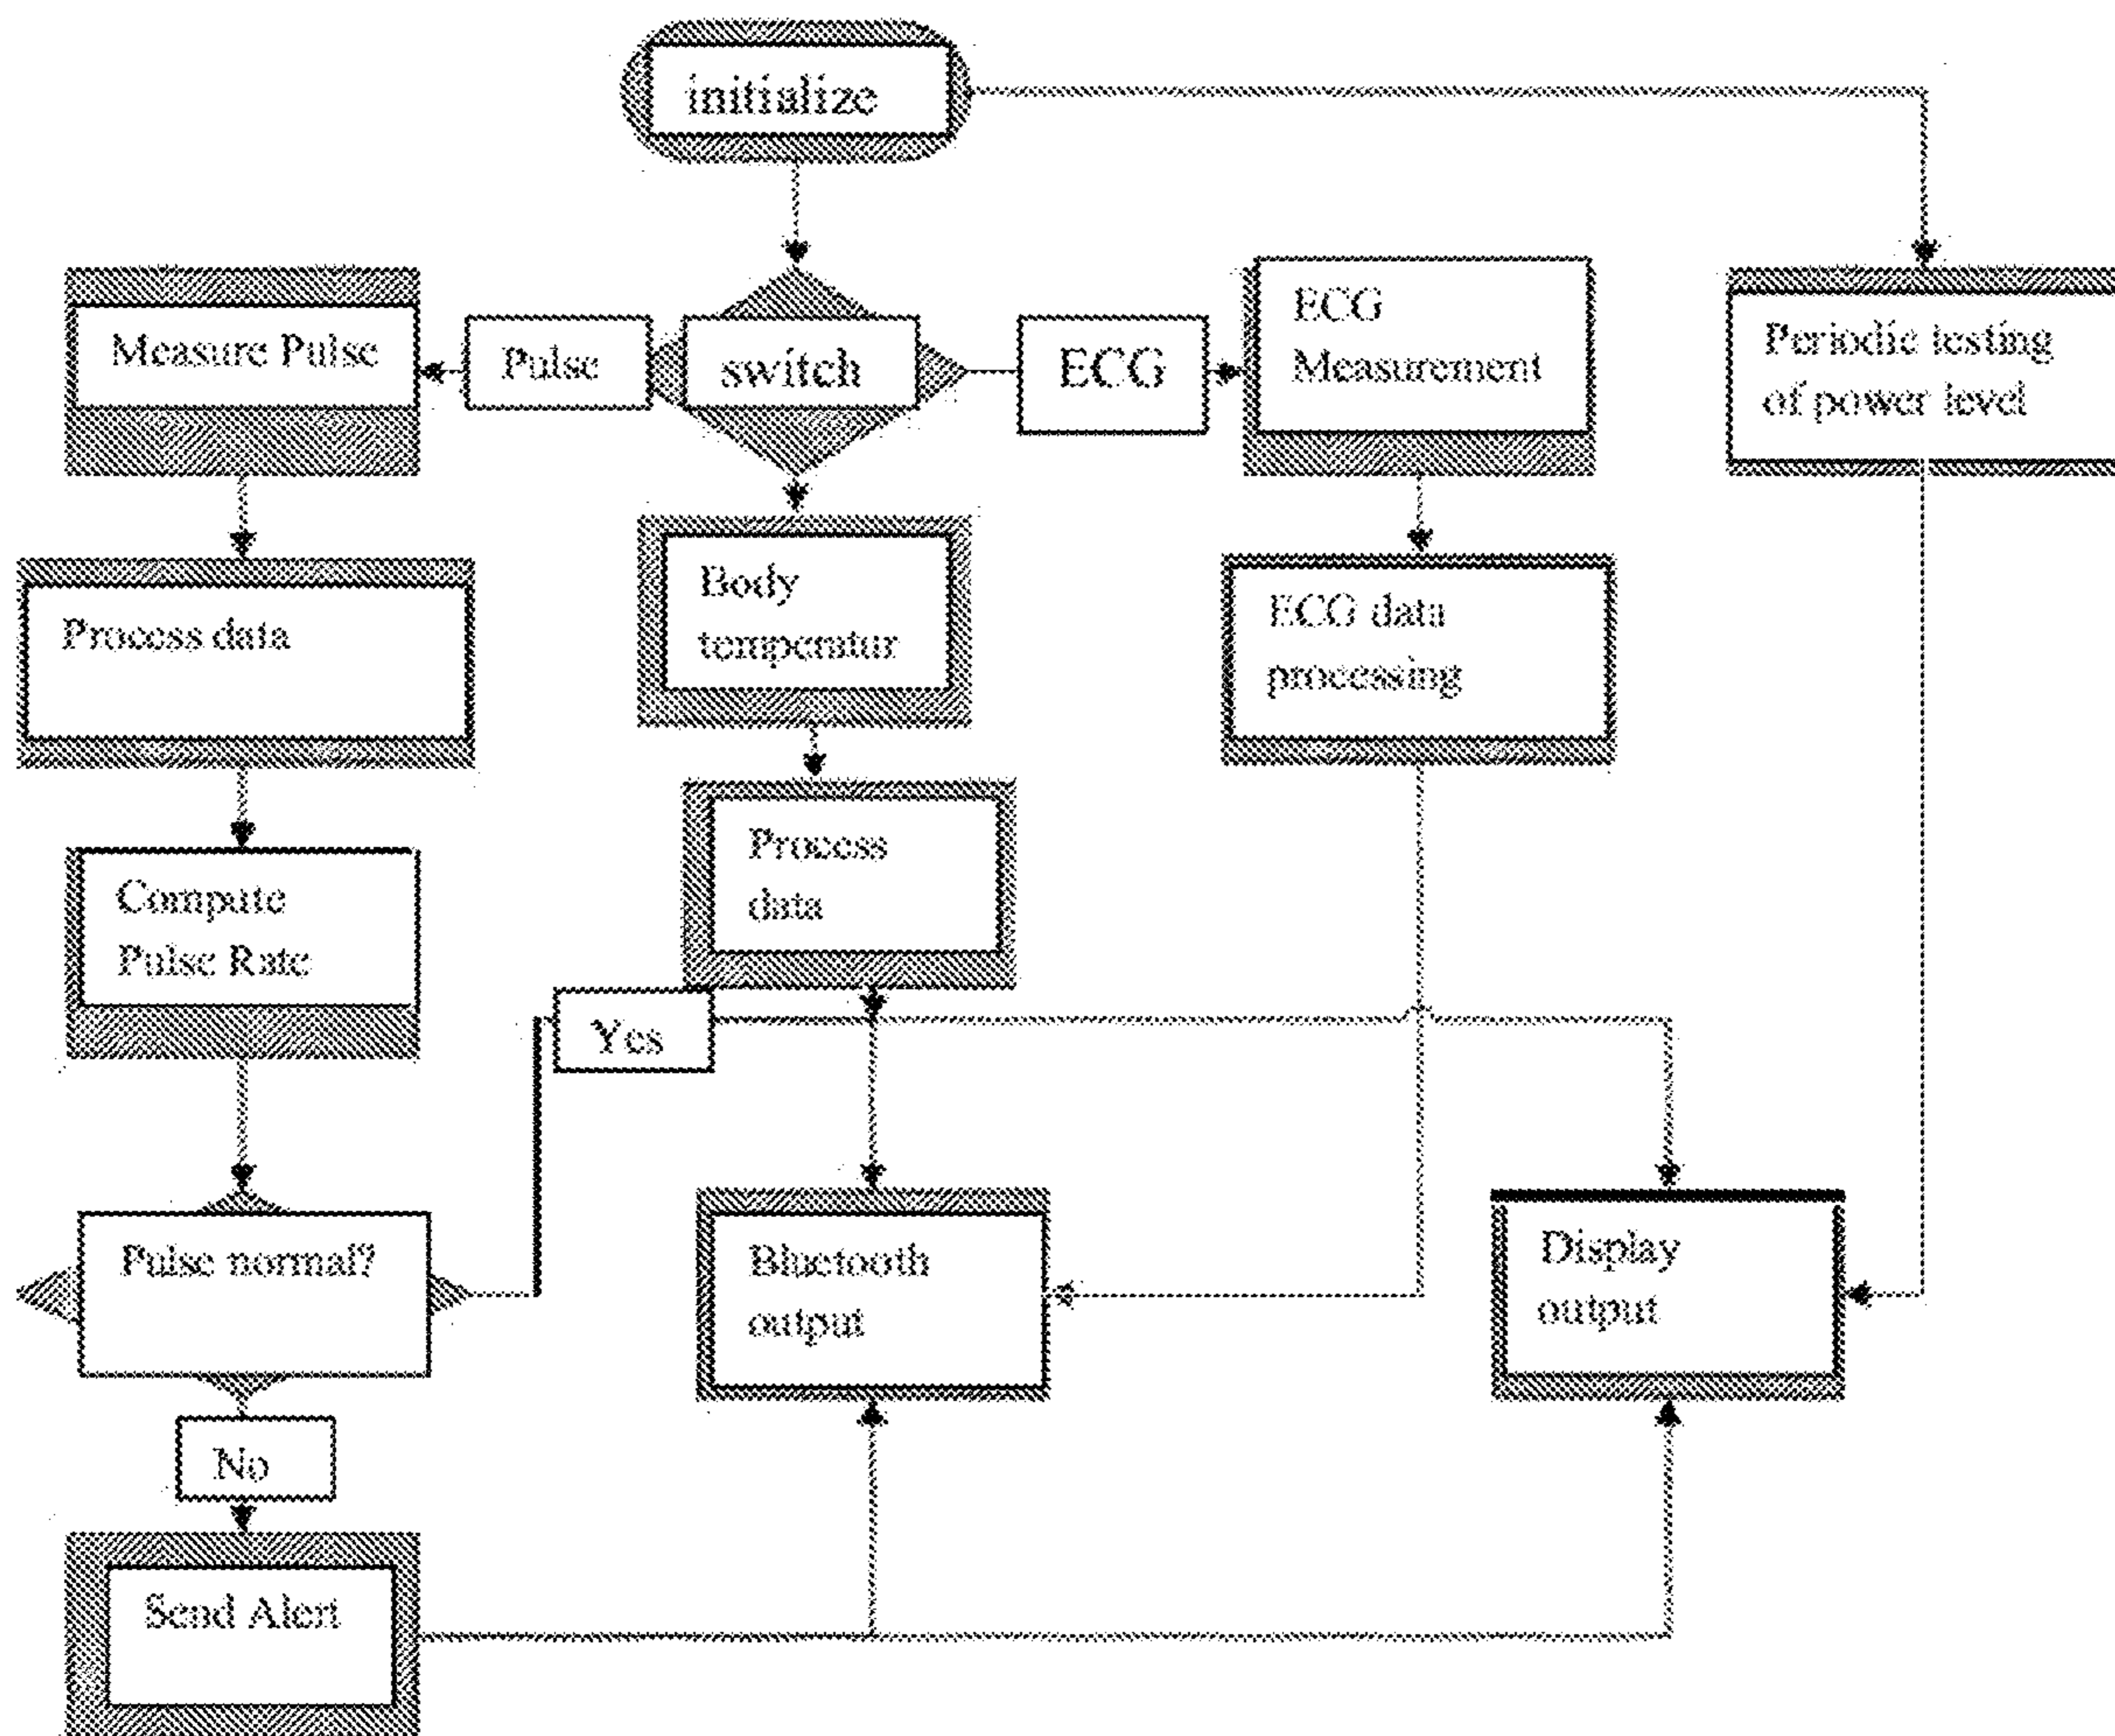 initialize
Measure Pulse
Pulse
switch
ECG
ECG
Measurement
Periodic testing
of power level
Process data
Body
temperatur
ECG data
processing
Compute
Pulse Rate
Process
data
Yes
Pulse normal?
Bluetooth
output
Display
output
No
Send Alert